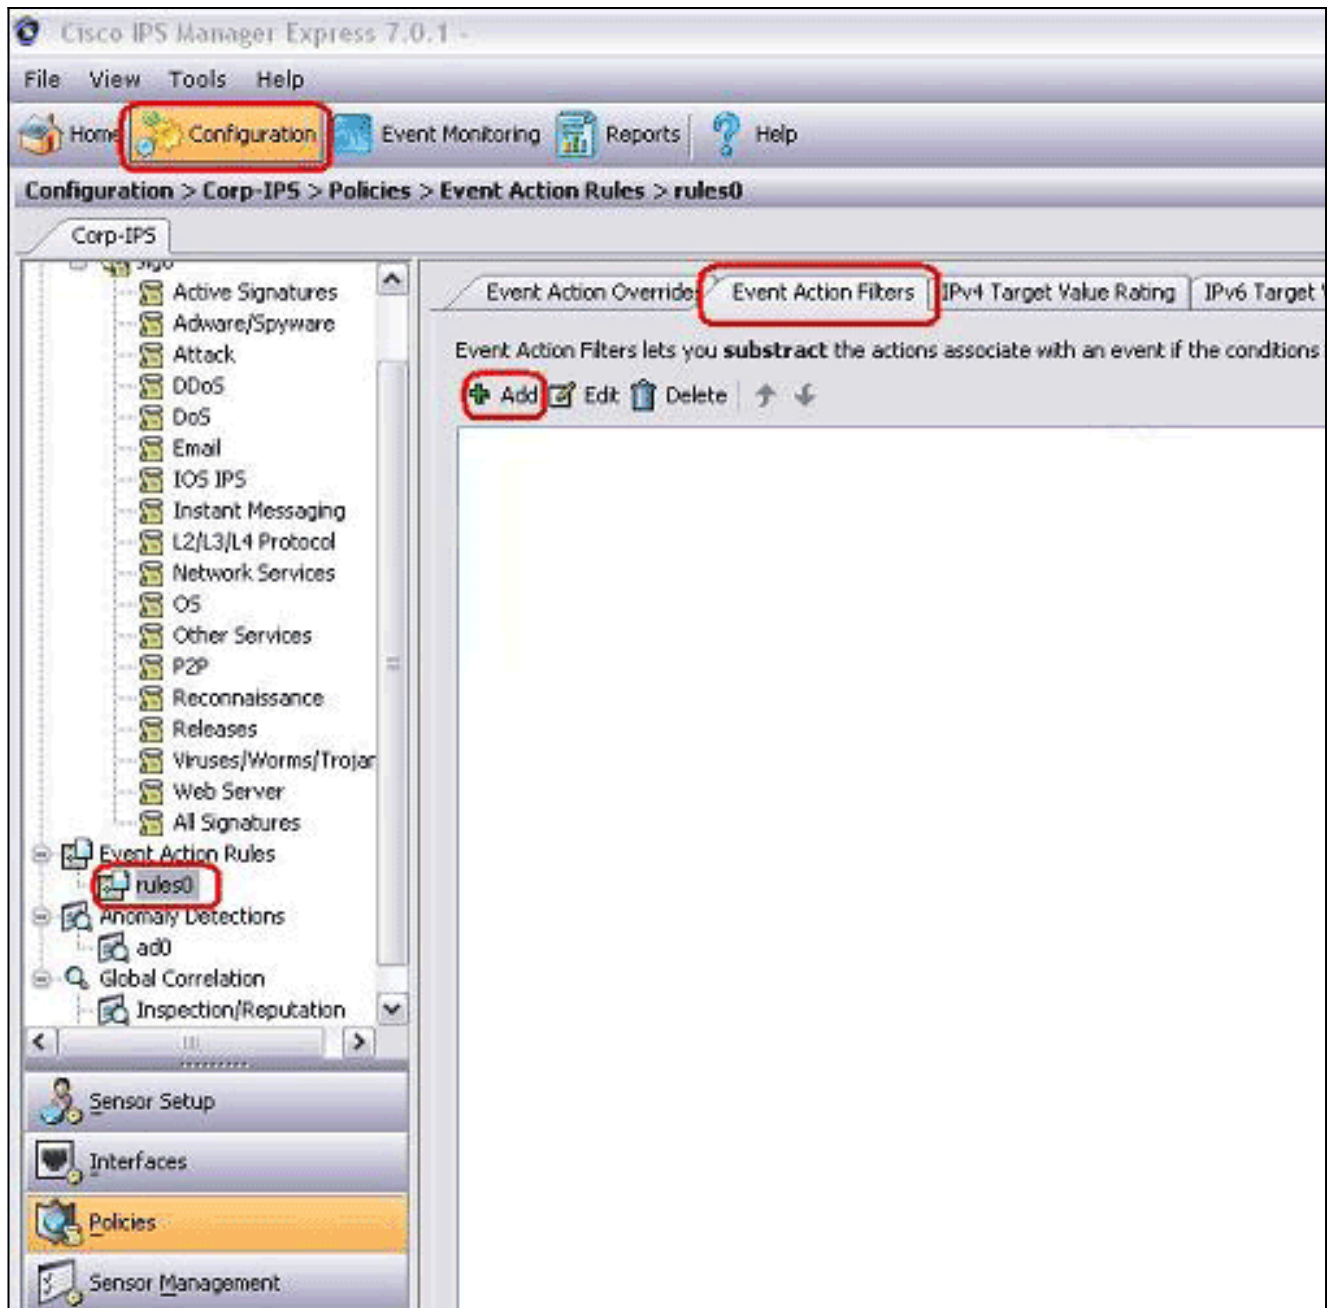 Cisco IPS Manager Express 7.0.1 -
File View Tools Help
Home Configuration Event Monitoring Reports Help
Configuration > Corp-IPS > Policies > Event Action Rules > rules0
Corp-IPS
Active Signatures
Adware/Spyware
Attack
DDoS
DoS
Email
IOS IPS
Instant Messaging
L2/L3/L4 Protocol
Network Services
OS
Other Services
P2P
Reconnaissance
Releases
Viruses/Worms/Trojan
Web Server
All Signatures
Event Action Rules
rules0
Anomaly Detections
ad0
Global Correlation
Inspection/Reputation
Sensor Setup
Interfaces
Policies
Sensor Management
Event Action Override Event Action Filters IPv4 Target Value Rating IPv6 Target
Event Action Filters lets you substract the actions associate with an event if the conditions
Add Edit Delete